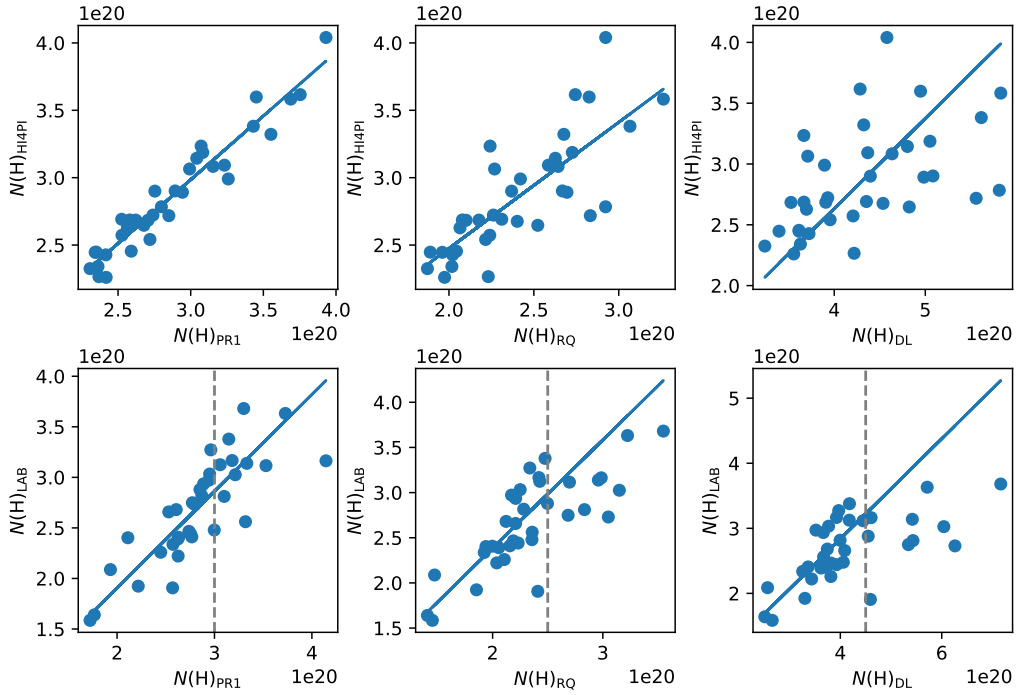 1e20 1e20 1e20
N(H)HI4PI 4.0 3.5 3.0 2.5
N(H)HI4PI 4.0 3.5 3.0 2.5
N(H)HI4PI 4.0 3.5 3.0 2.5 2.0
2.5 3.0 3.5 4.0 2.0 2.5 3.0 4 5
1e20 1e20 1e20
N(H)PR1 N(H)RQ N(H)DL
1e20 1e20 1e20
N(H)LAB 4.0 3.5 3.0 2.5 2.0 1.5
N(H)LAB 4.0 3.5 3.0 2.5 2.0 1.5
N(H)LAB 5 4 3 2
2 3 4 2 3 4 6
1e20 1e20 1e20
N(H)PR1 N(H)RQ N(H)DL